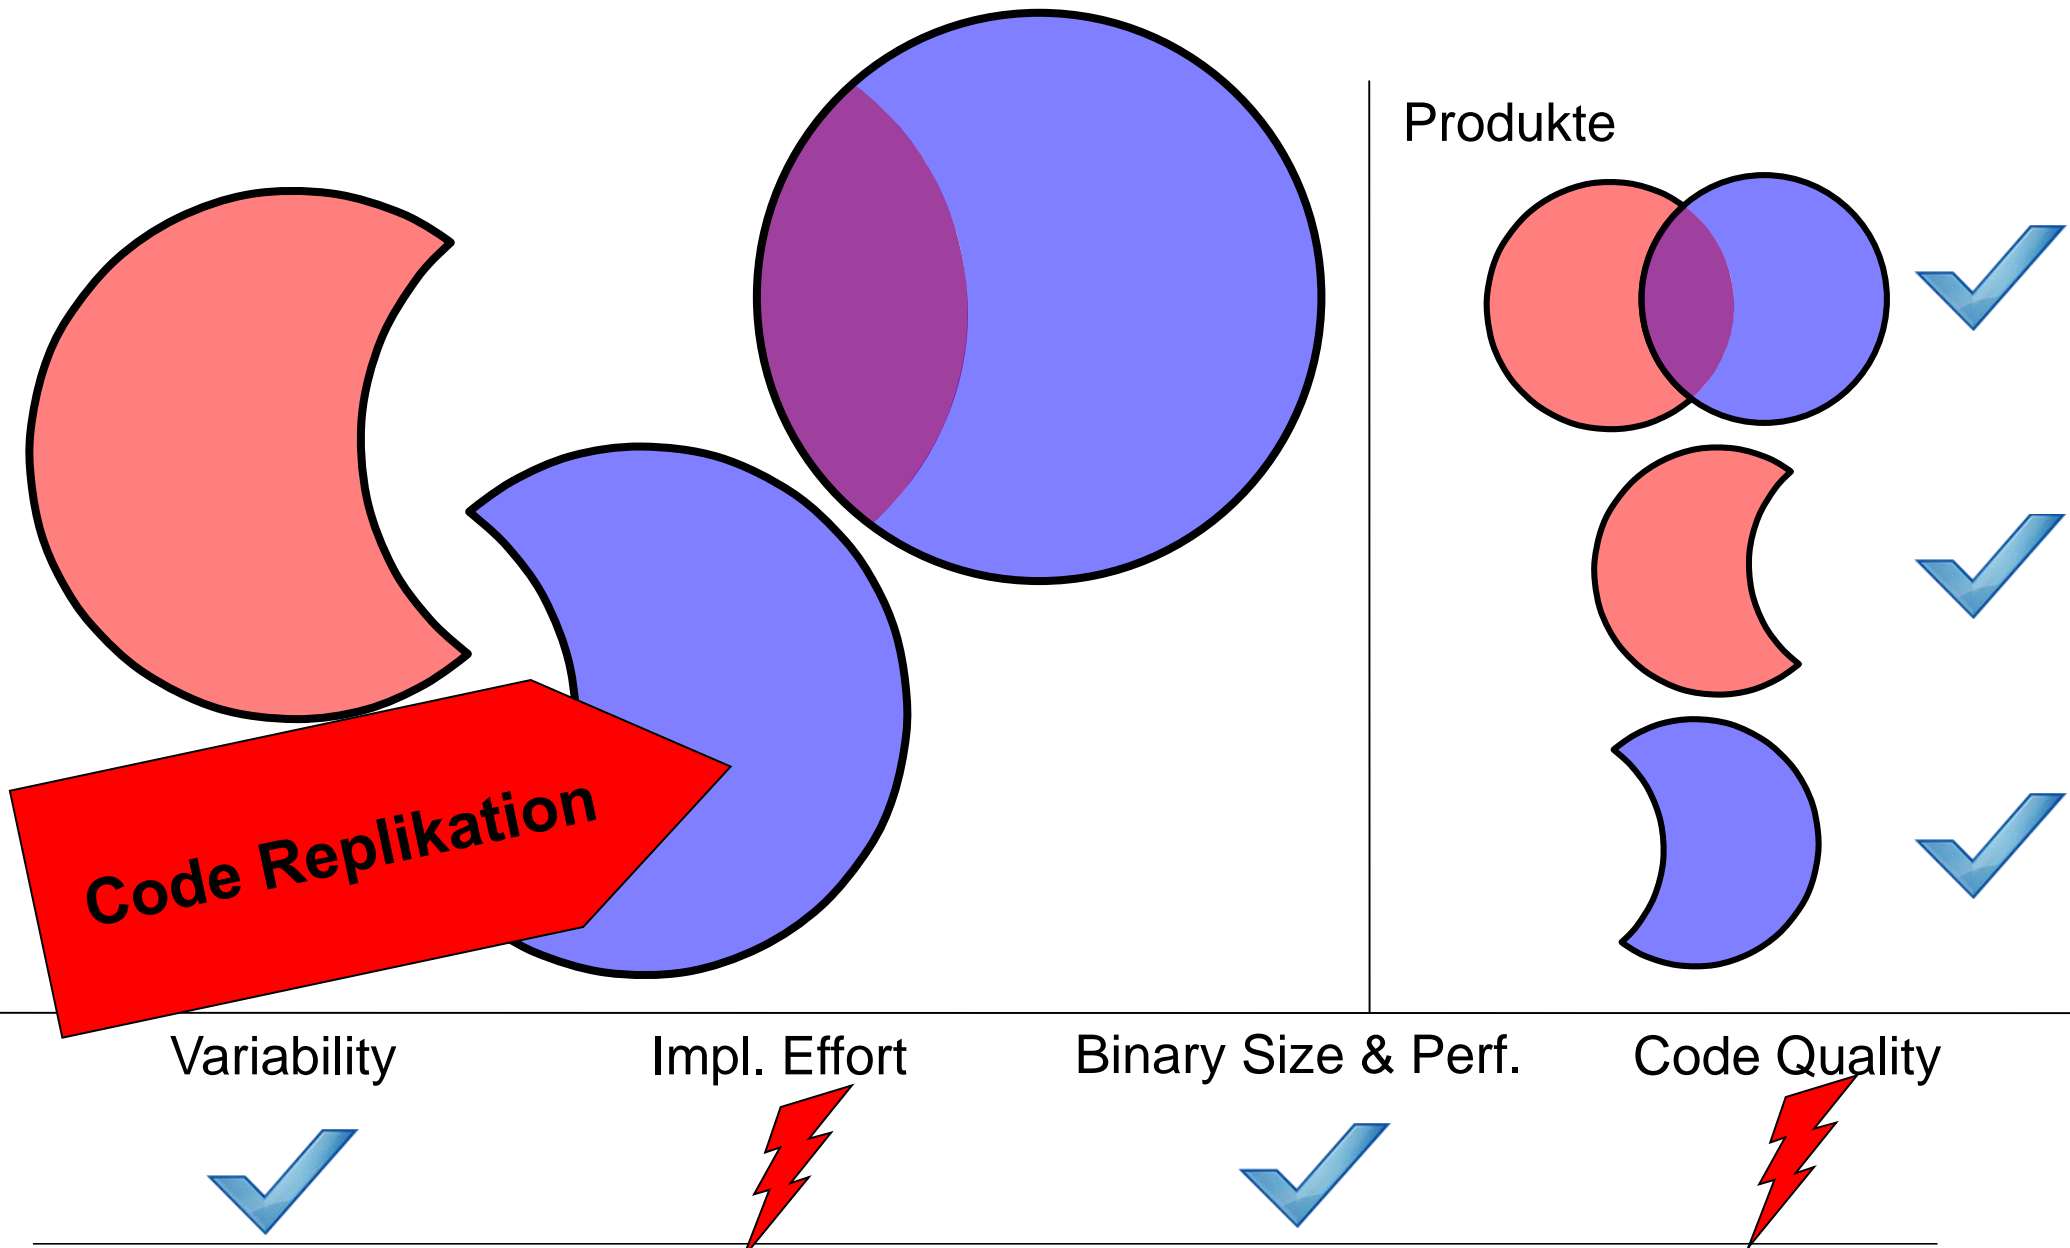 Produkte
Code Replikation
Variability
Impl. Effort
Binary Size & Perf.
Code Quality